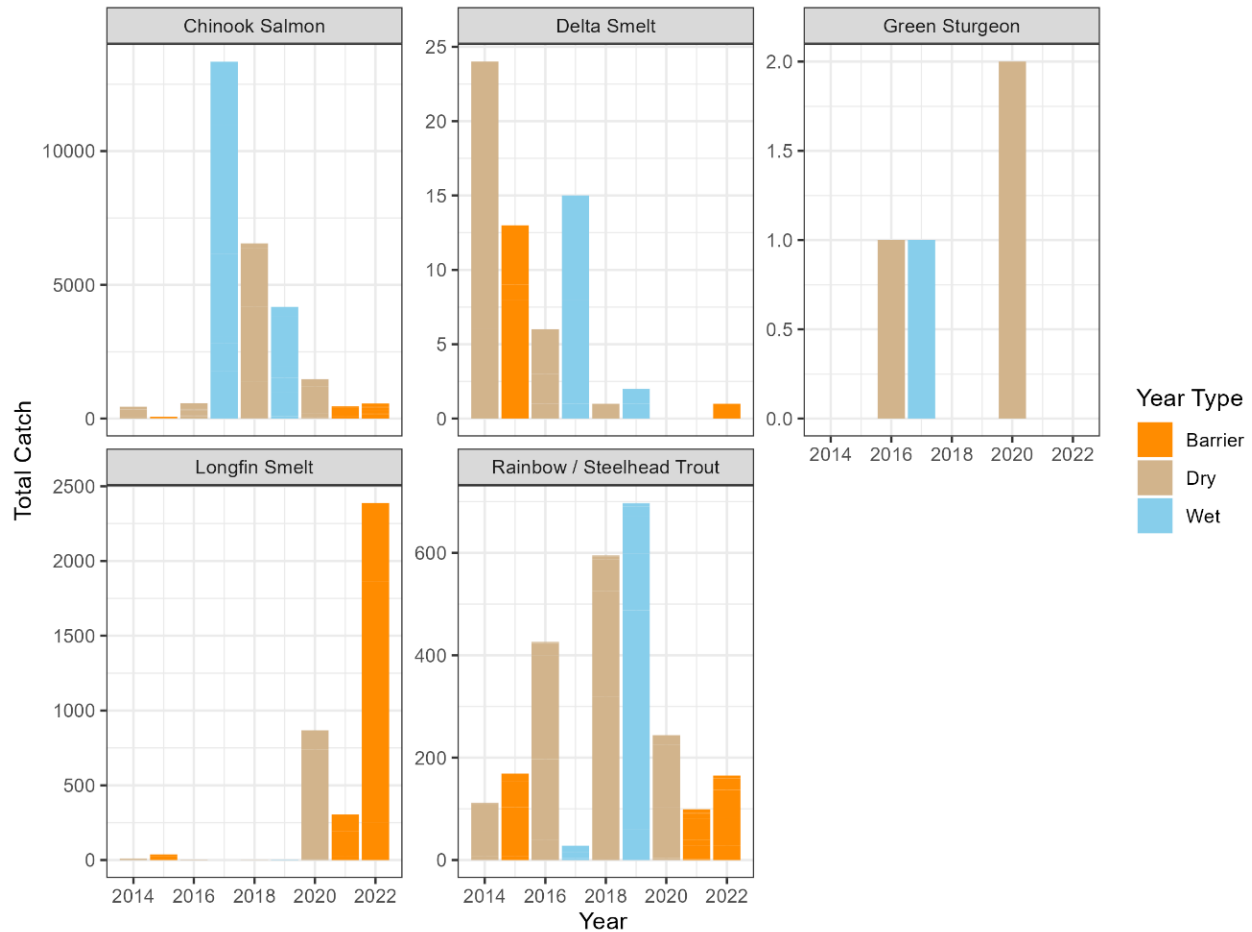 Chinook Salmon
Delta Smelt
Green Sturgeon
10000
5000
0
25
20
15
10
5
0
2.0
1.5
1.0
0.5
0.0
2014 2016 2018 2020 2022
Longfin Smelt
Rainbow / Steelhead Trout
2500
2000
1500
1000
500
0
600
400
200
0
2014 2016 2018 2020 2022
2014 2016 2018 2020 2022
Total Catch
Year
Year Type
Barrier
Dry
Wet